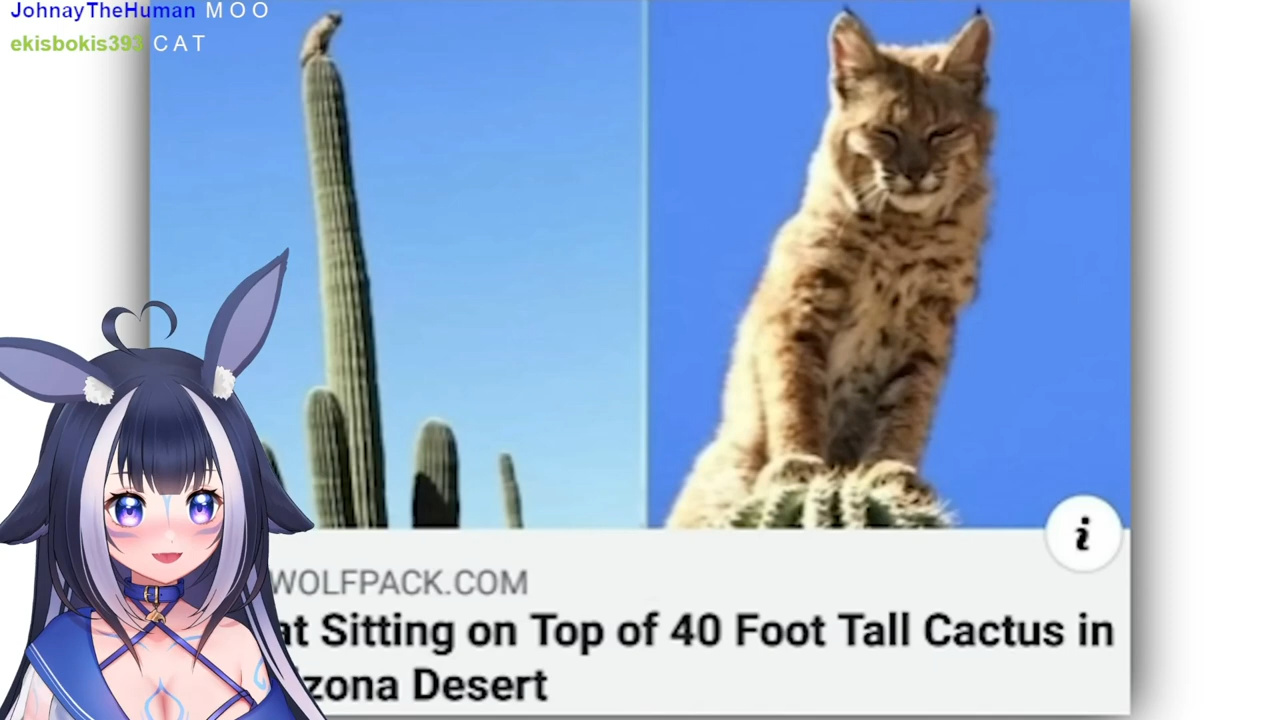 JohnayTheHuman M O O
ekisbokis393 C A T
WOLFPACK.COM
at Sitting on Top of 40 Foot Tall Cactus in
zona Desert
i